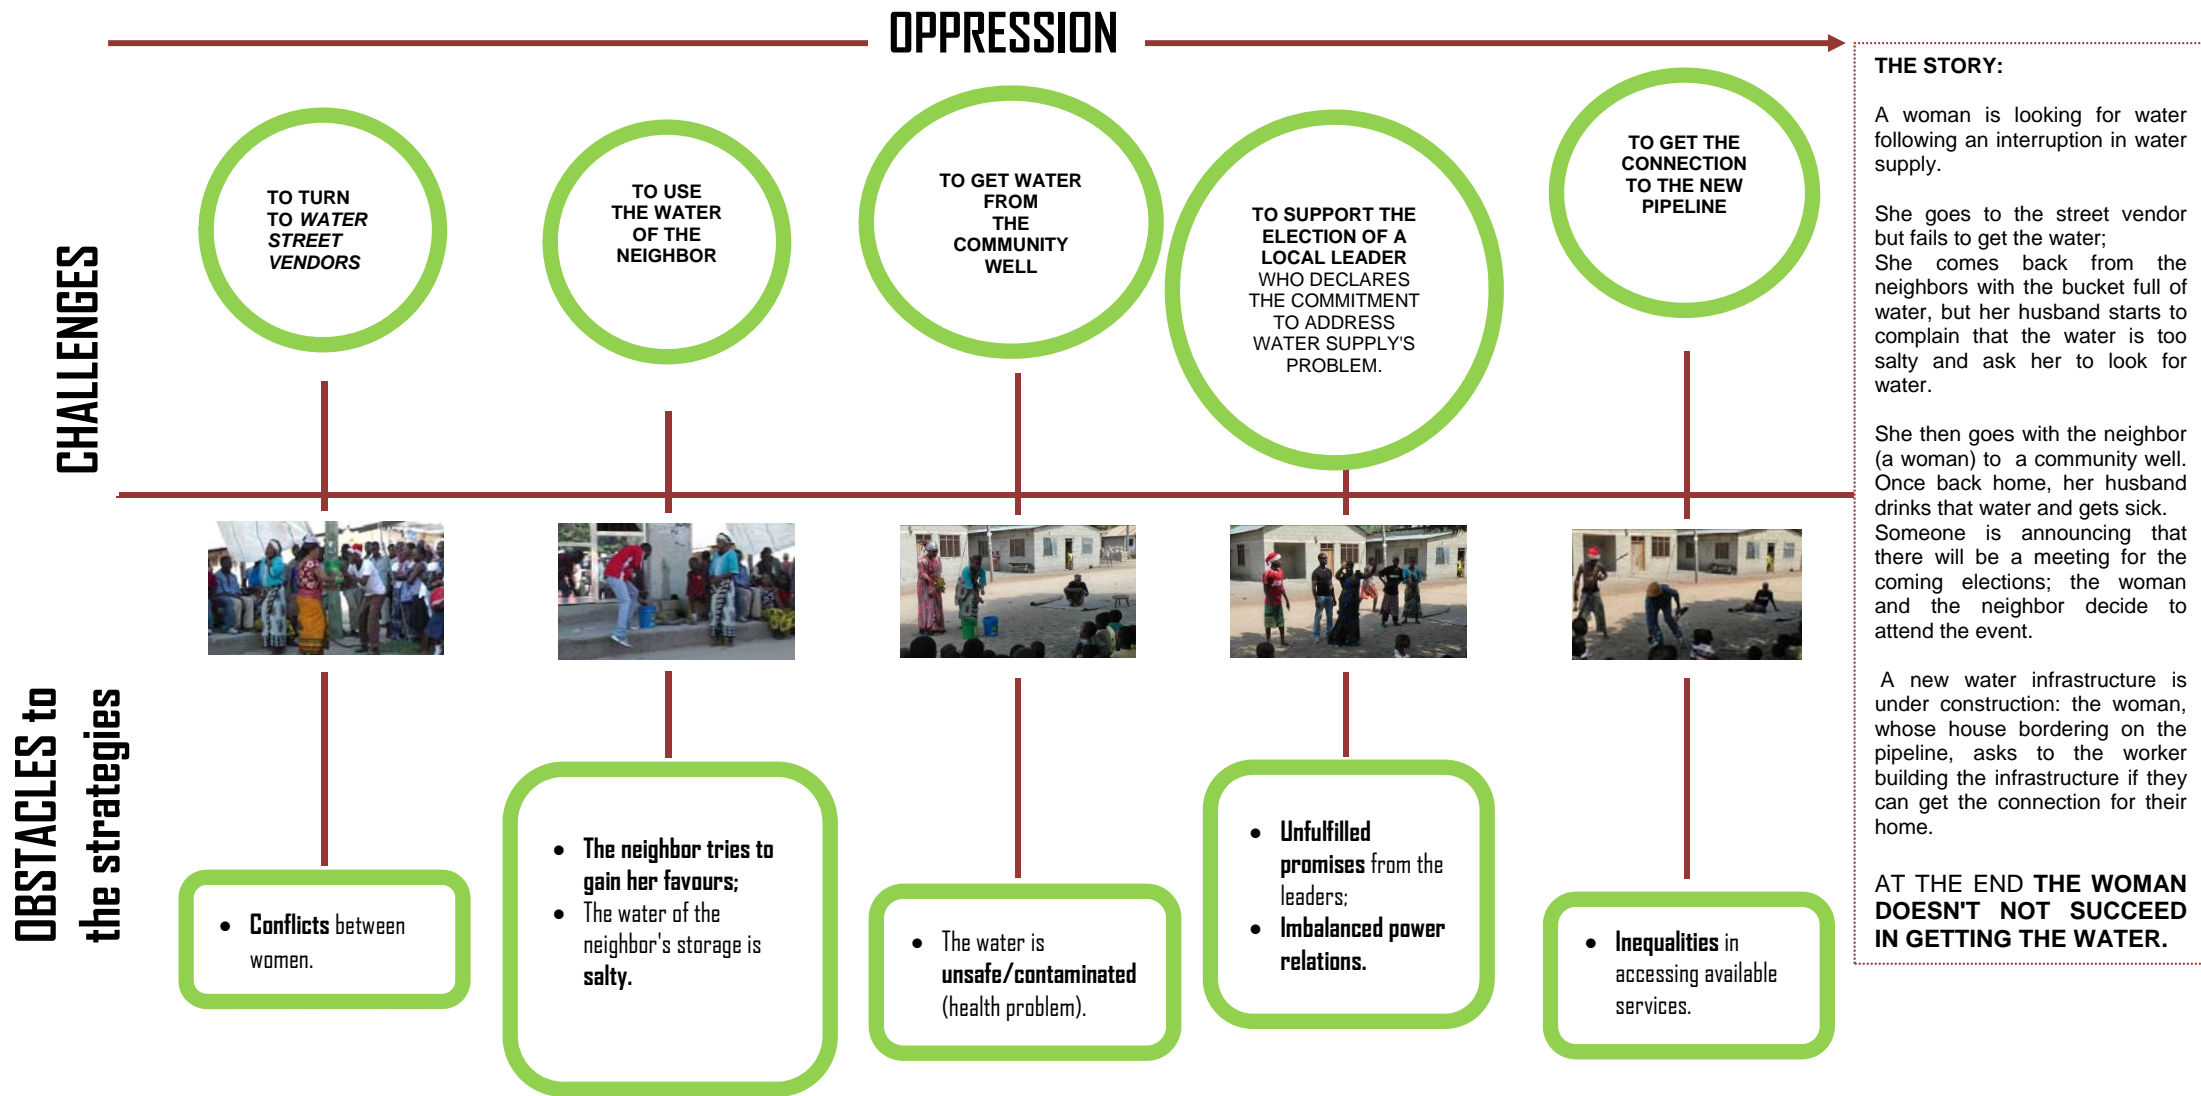 OPPRESSION
CHALLENGES
TO TURN
TO WATER
STREET
VENDORS
TO USE
THE WATER
OF THE
NEIGHBOR
TO GET WATER
FROM
THE
COMMUNITY
WELL
TO SUPPORT THE
ELECTION OF A
LOCAL LEADER
WHO DECLARES
THE COMMITMENT
TO ADDRESS
WATER SUPPLY'S
PROBLEM.
TO GET THE
CONNECTION
TO THE NEW
PIPELINE
OBSTACLES to
the strategies
• Conflicts between
women.
• The neighbor tries to
gain her favours;
• The water of the
neighbor's storage is
salty.
• The water is
unsafe/contaminated
(health problem).
• Unfulfilled
promises from the
leaders;
• Imbalanced power
relations.
• Inequalities in
accessing available
services.
THE STORY:
A woman is looking for water
following an interruption in water
supply.
She goes to the street vendor
but fails to get the water;
She comes back from the
neighbors with the bucket full of
water, but her husband starts to
complain that the water is too
salty and ask her to look for
water.
She then goes with the neighbor
(a woman) to a community well.
Once back home, her husband
drinks that water and gets sick.
Someone is announcing that
there will be a meeting for the
coming elections; the woman
and the neighbor decide to
attend the event.
A new water infrastructure is
under construction: the woman,
whose house bordering on the
pipeline, asks to the worker
building the infrastructure if they
can get the connection for their
home.
AT THE END THE WOMAN
DOESN'T NOT SUCCEED
IN GETTING THE WATER.